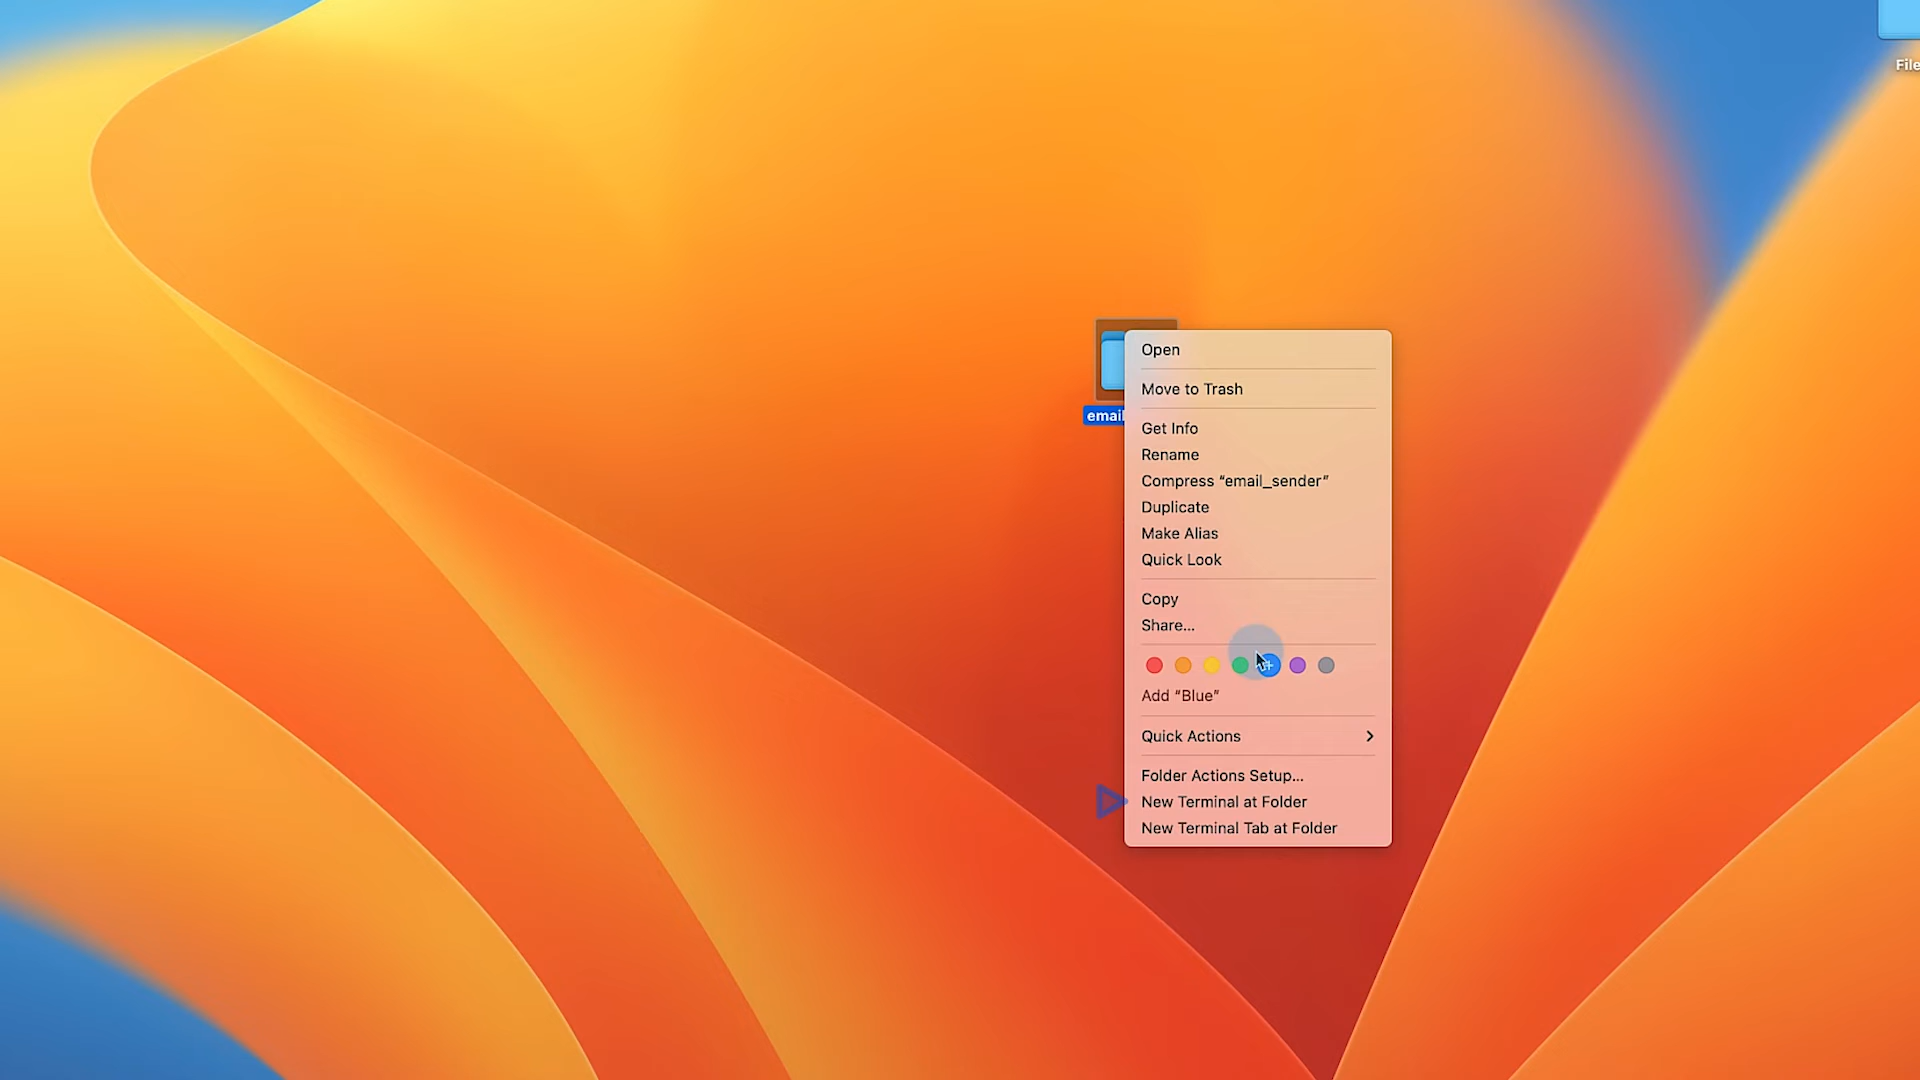 File
Open
Move to Trash
email
Get Info
Rename
Compress “email_sender”
Duplicate
Make Alias
Quick Look
Copy
Share...
Add “Blue”
Quick Actions
Folder Actions Setup...
New Terminal at Folder
New Terminal Tab at Folder